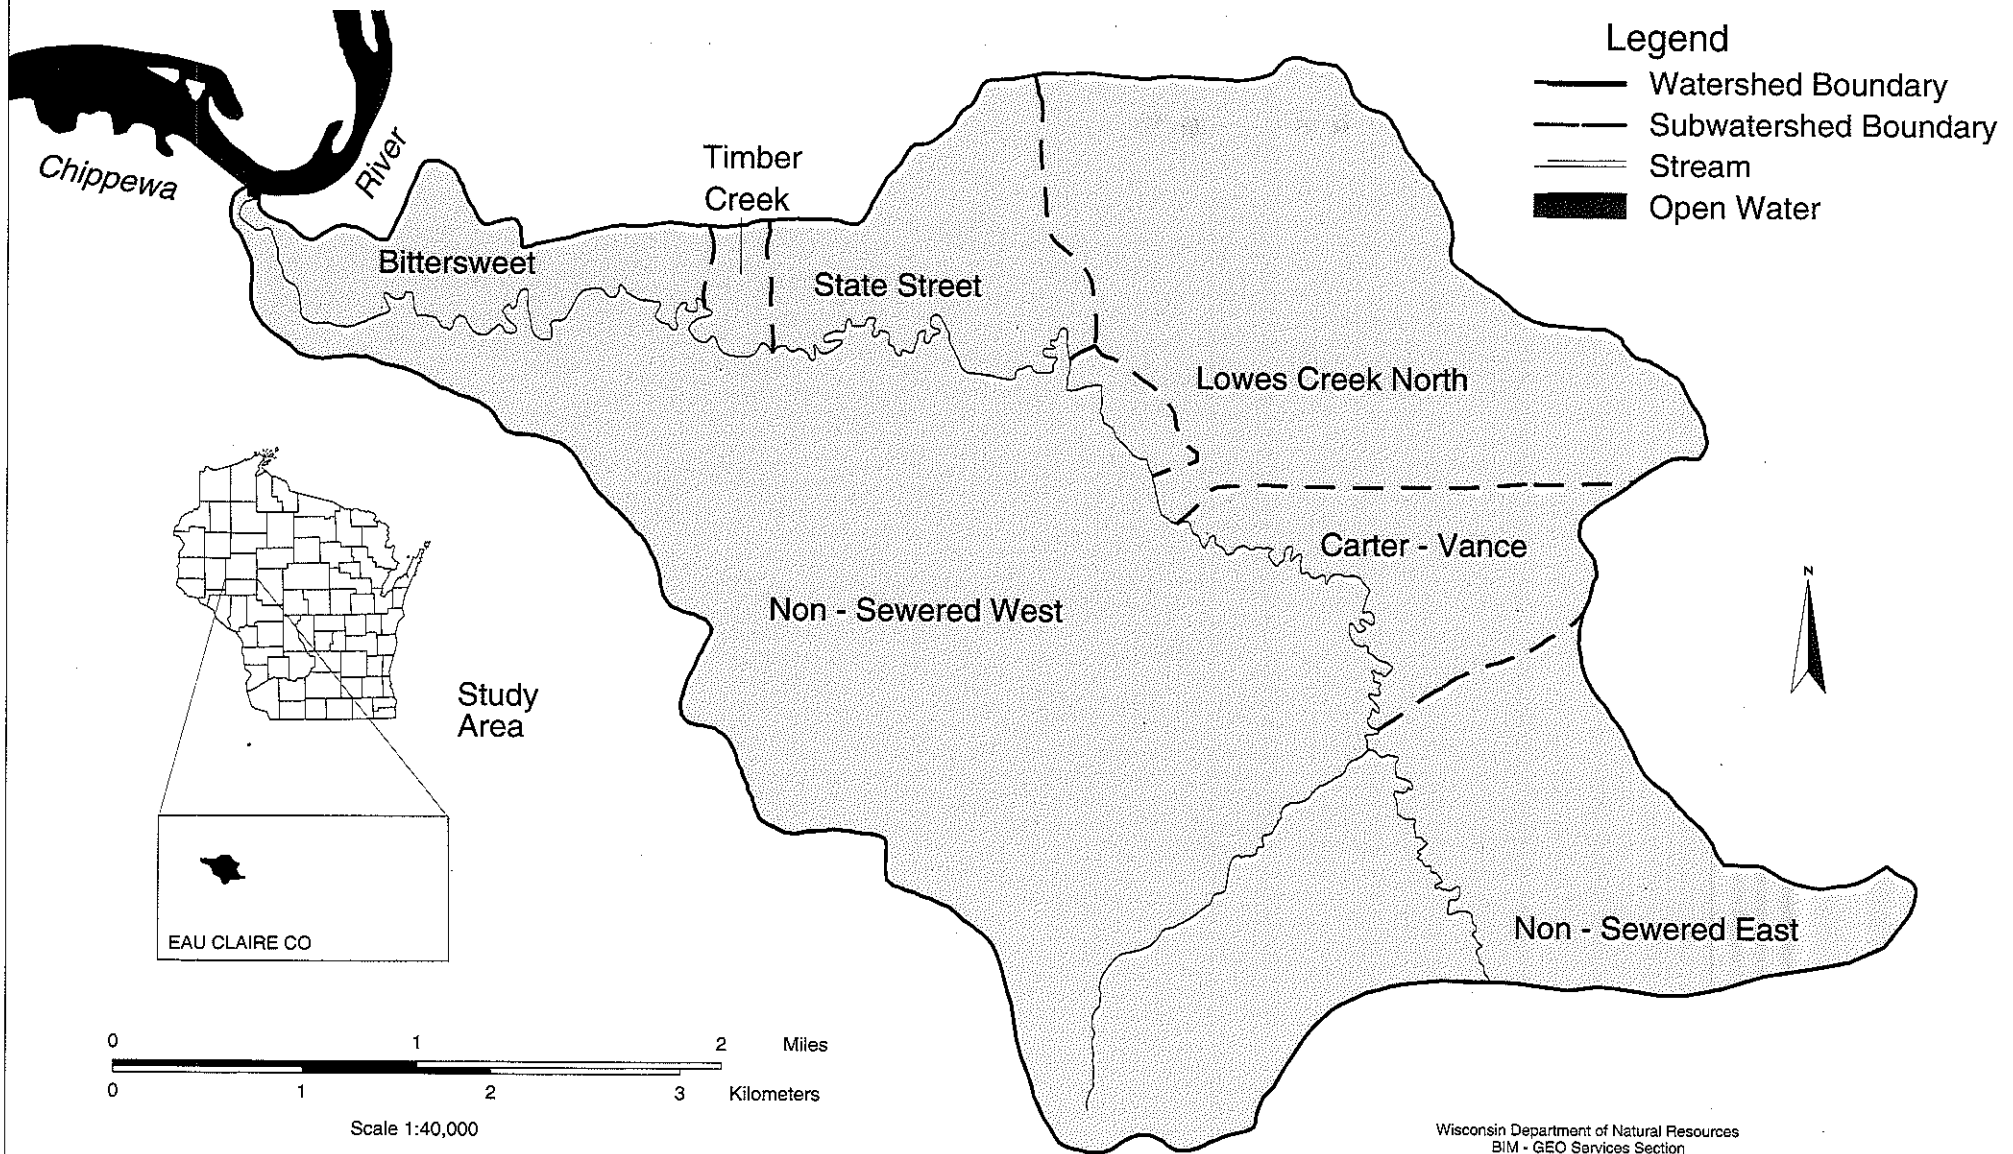 Legend
Watershed Boundary
Subwatershed Boundary
Stream
Open Water
Chippewa
River
Timber
Creek
Bittersweet
State Street
Lowes Creek North
Carter - Vance
Non - Sewered West
N
Study
Area
EAU CLAIRE CO
Non - Sewered East
0 1 2 Miles
0 1 2 3 Kilometers
Scale 1:40,000
Wisconsin Department of Natural Resources
BIM - GEO Services Section